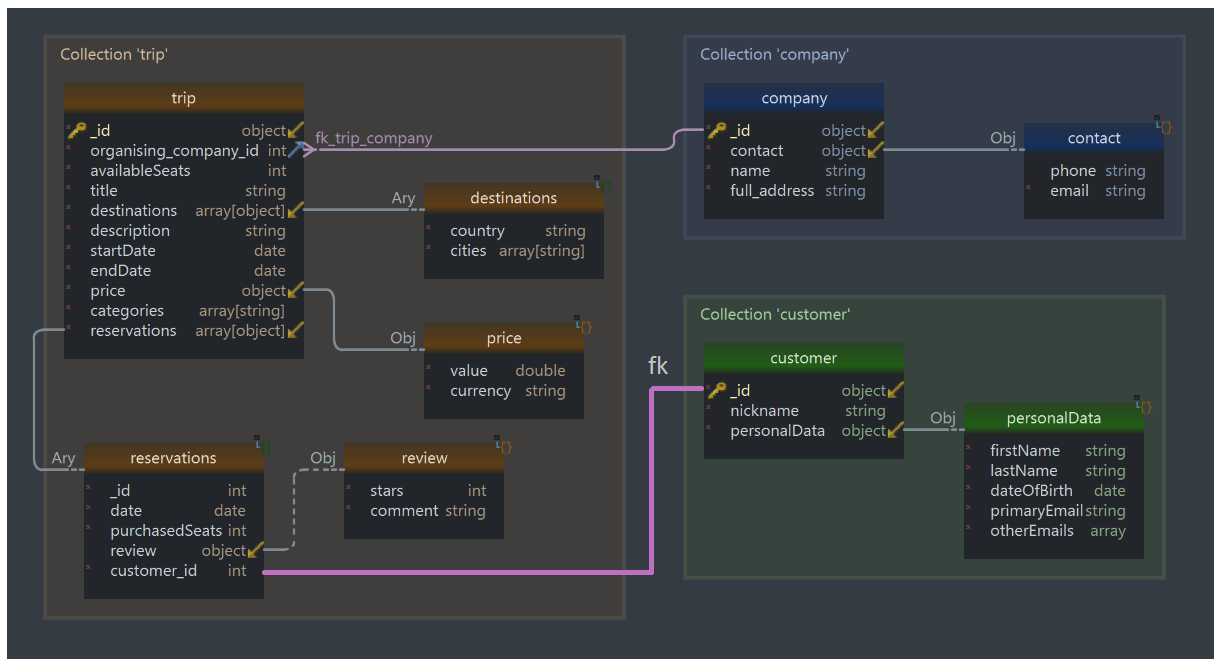 Collection 'trip'
trip
_id object
organising_company_id int
availableSeats int
title string
destinations array[object]
description string
startDate date
endDate date
price object
categories array[string]
reservations array[object]
fk_trip_company
Ary
destinations
country string
cities array[string]
Obj
price
value double
currency string
Ary
reservations
_id int
date date
purchasedSeats int
review object
customer_id int
Obj
review
stars int
comment string
Collection 'company'
company
_id object
contact object
name string
full_address string
Obj
contact
phone string
email string
fk
Collection 'customer'
customer
_id object
nickname string
personalData object
Obj
personalData
firstName string
lastName string
dateOfBirth date
primaryEmail string
otherEmails array